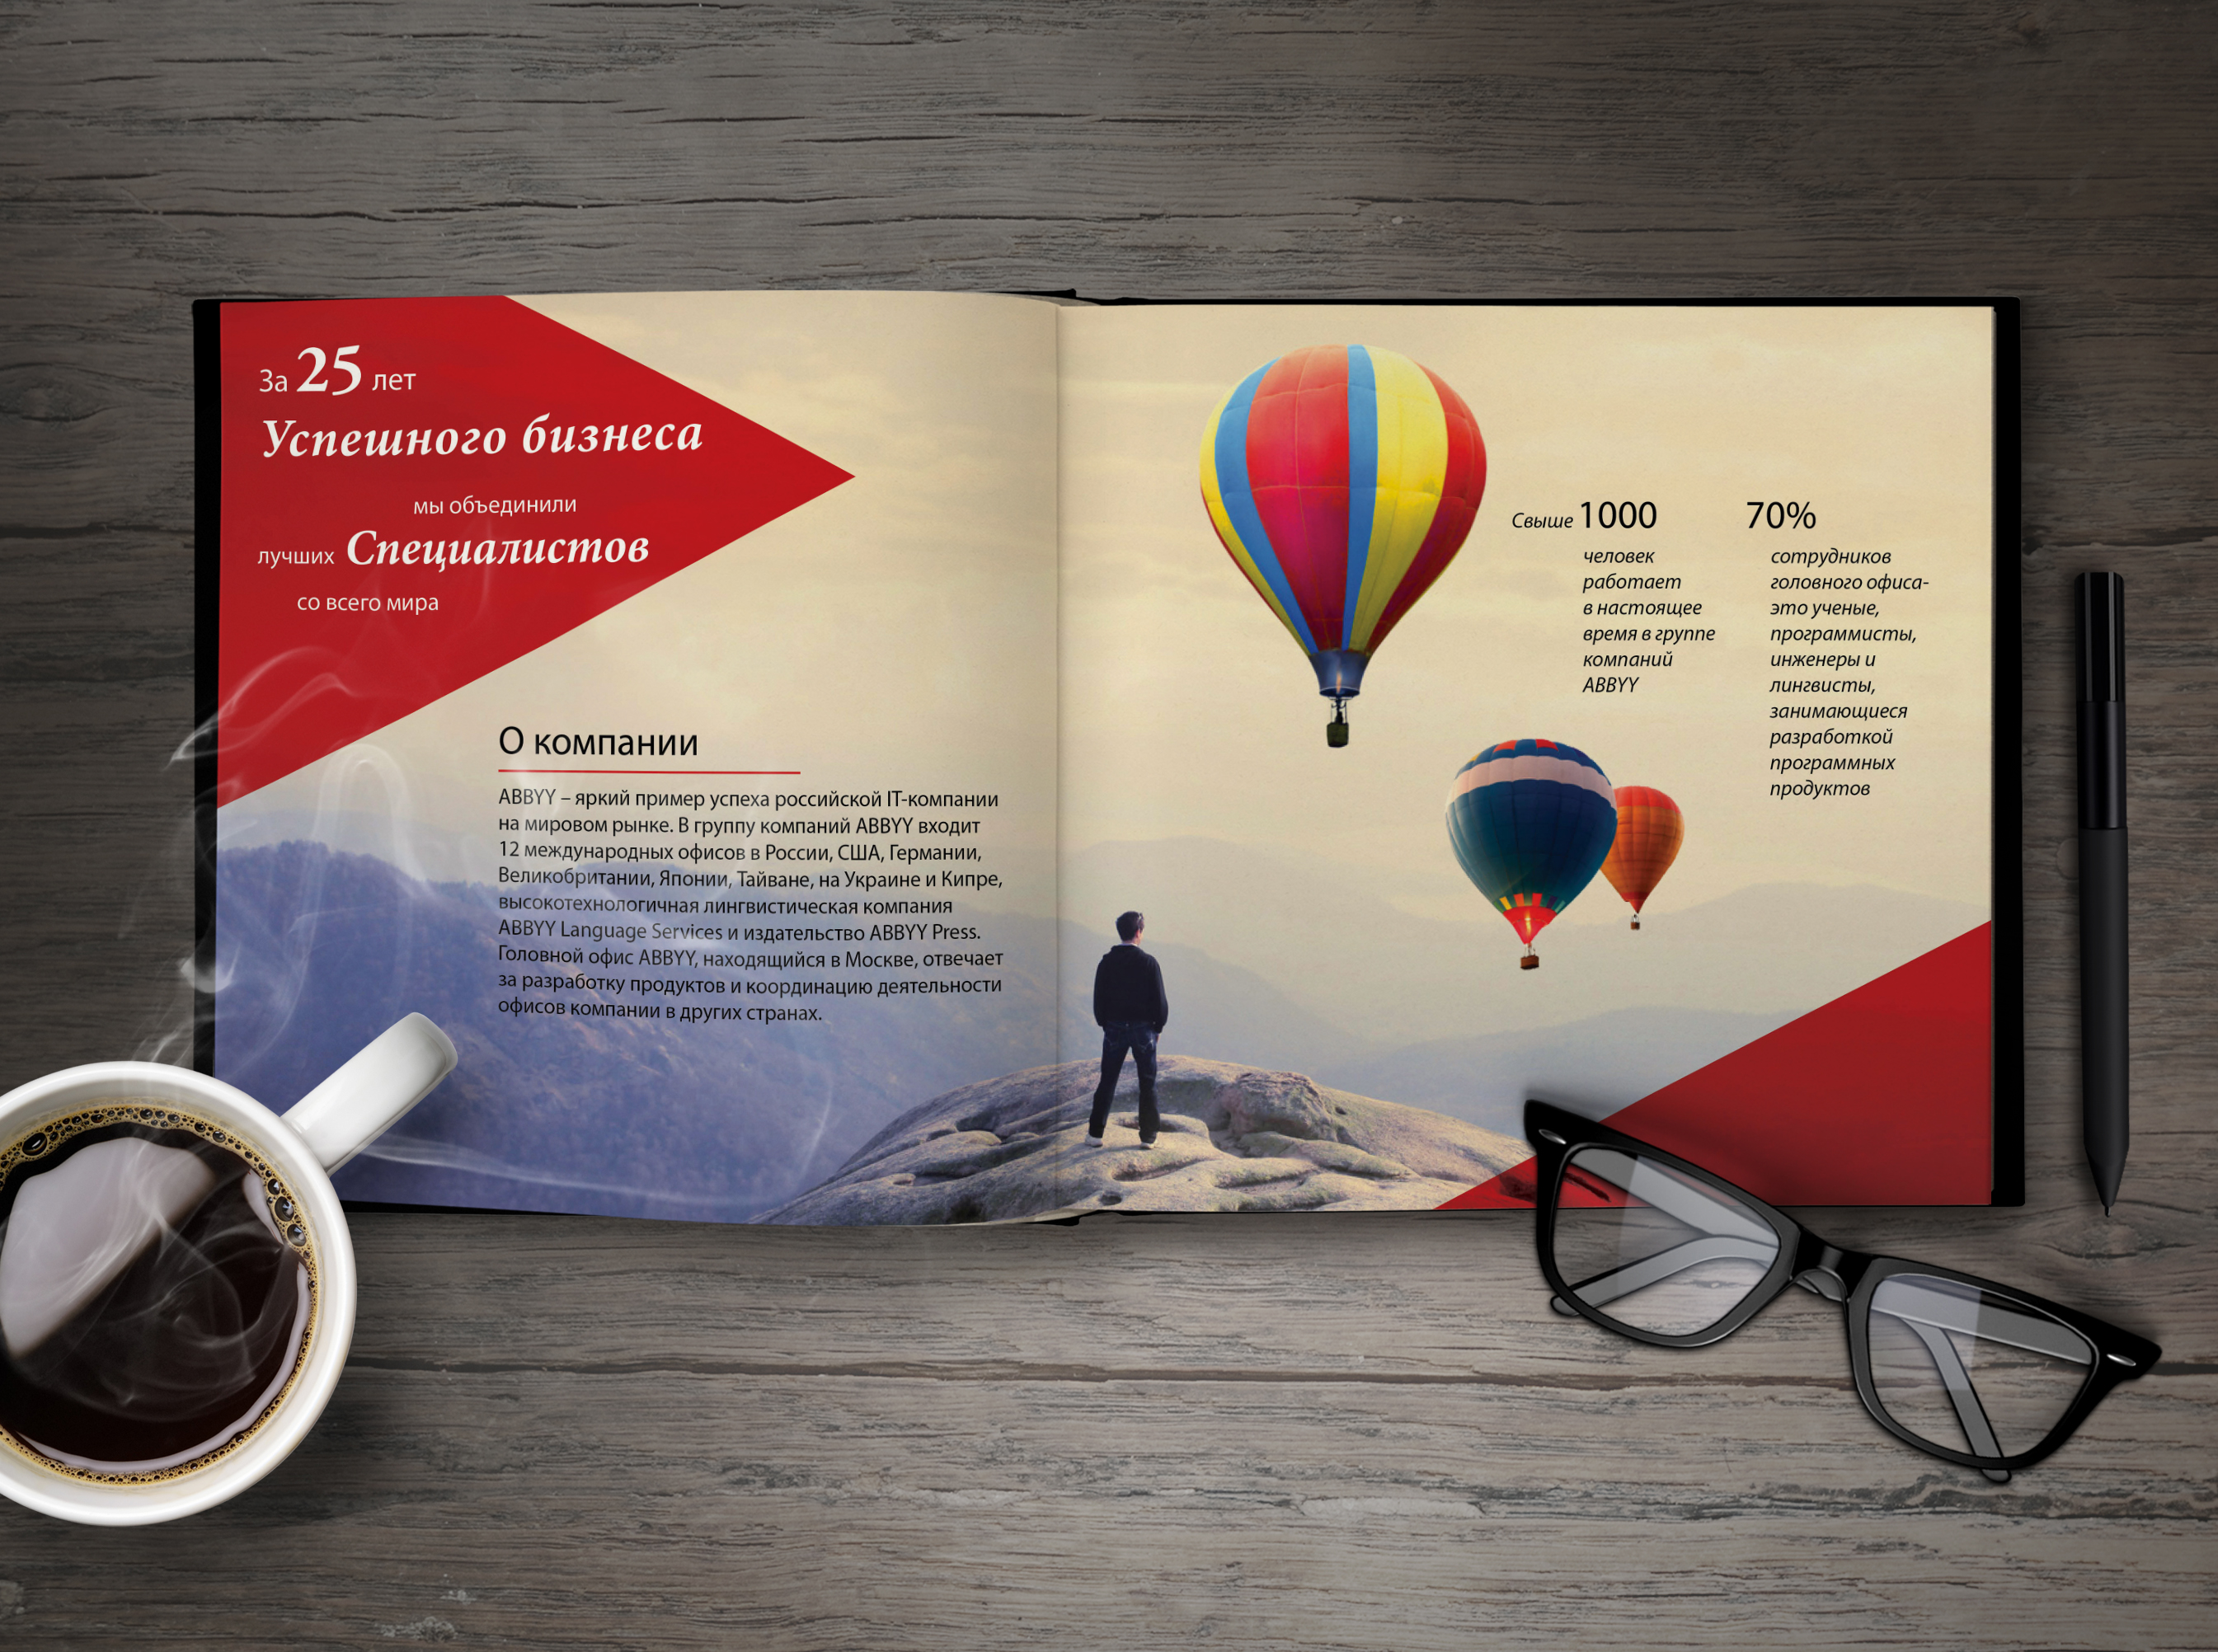 За 25 лет
Успешного бизнеса
мы объединили
лучших Специалистов
со всего мира
О компании
ABBYY – яркий пример успеха российской IT-компании
на мировом рынке. В группу компаний ABBYY входит
12 международных офисов в России, США, Германии,
Великобритании, Японии, Тайване, на Украине и Кипре,
высокотехнологичная лингвистическая компания
ABBYY Language Services и издательство ABBYY Press.
Головной офис ABBYY, находящийся в Москве, отвечает
за разработку продуктов и координацию деятельности
офисов компании в других странах.
Свыше 1000
человек
работает
в настоящее
время в группе
компаний
ABBYY
70%
сотрудников
головного офиса-
это ученые,
программисты,
инженеры и
лингвисты,
занимающиеся
разработкой
программных
продуктов